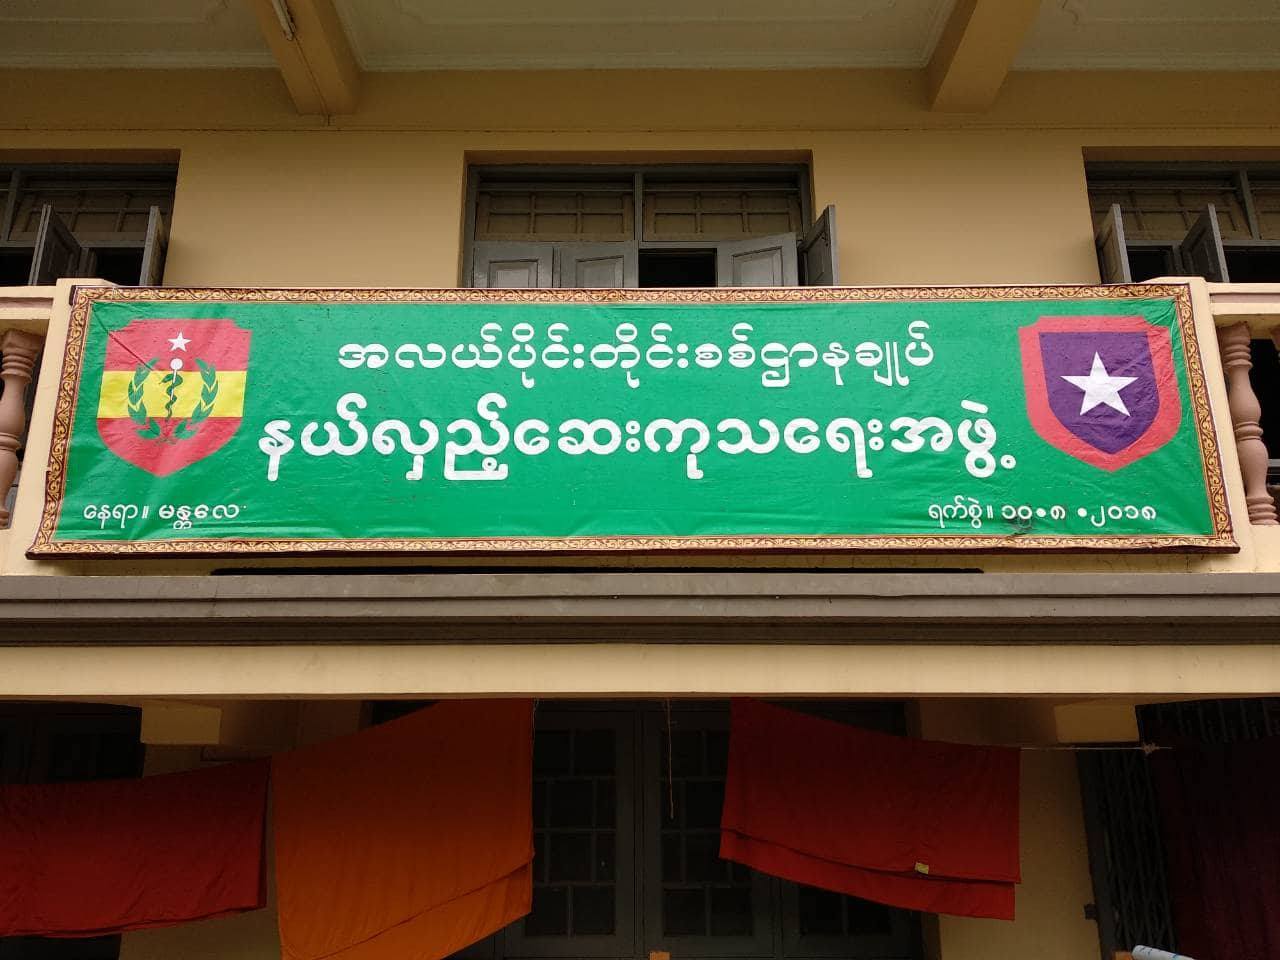 အလယ်ပိုင်းတိုင်းစစ်ဌာနချုပ်
နယ်လှည့်ဆေးကုသရေးအဖွဲ့
နေရာ။ မန္တလေး
ရက်စွဲ။ ၁၃.၈.၂၀၁၈